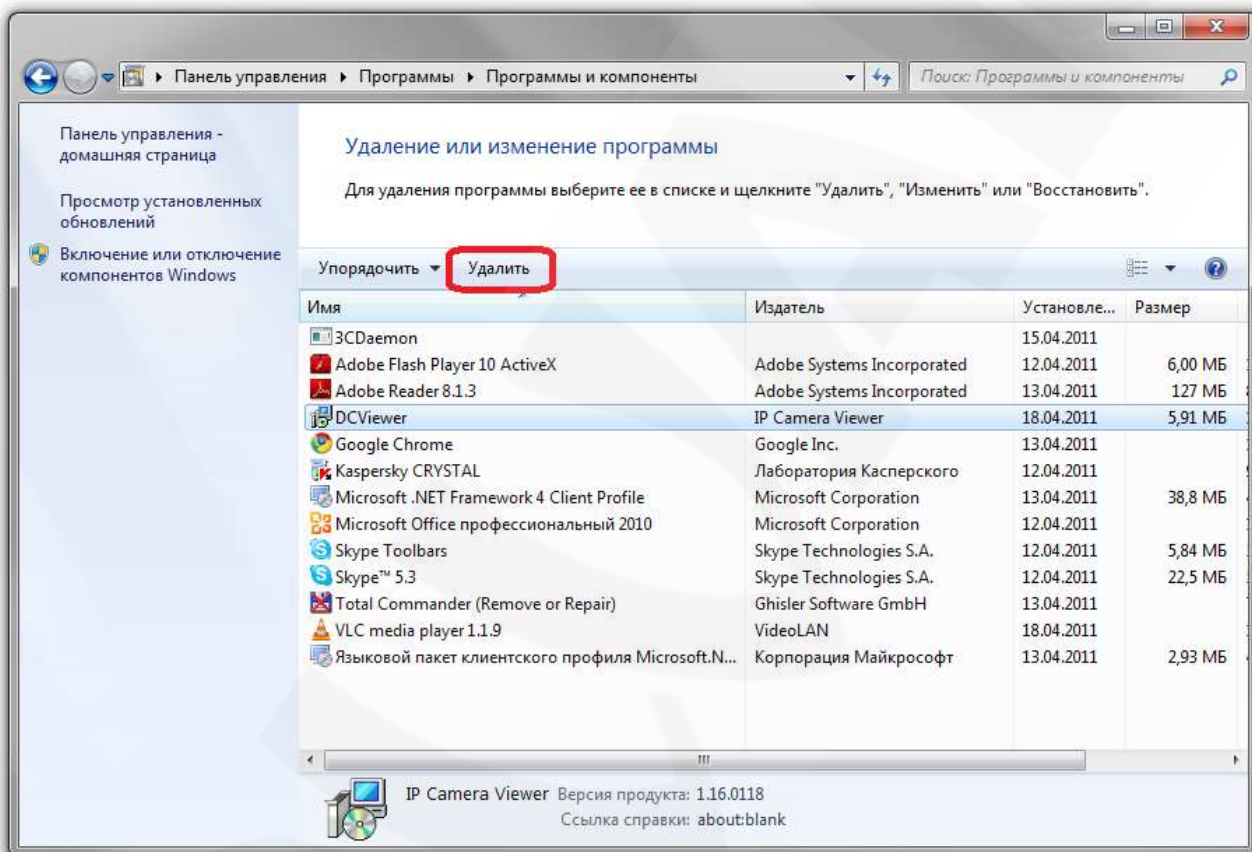 Панель управления ▸ Программы ▸ Программы и компоненты
Поиск: Программы и компоненты
Панель управления -
домашняя страница
Просмотр установленных
обновлений
Включение или отключение
компонентов Windows
Удаление или изменение программы
Для удаления программы выберите ее в списке и щелкните "Удалить", "Изменить" или "Восстановить".
Упорядочить Удалить
Имя Издатель Установле... Размер
3CDaemon 15.04.2011
Adobe Flash Player 10 ActiveX Adobe Systems Incorporated 12.04.2011 6,00 МБ
Adobe Reader 8.1.3 Adobe Systems Incorporated 13.04.2011 127 МБ
DCViewer IP Camera Viewer 18.04.2011 5,91 МБ
Google Chrome Google Inc. 13.04.2011
Kaspersky CRYSTAL Лаборатория Касперского 12.04.2011
Microsoft .NET Framework 4 Client Profile Microsoft Corporation 13.04.2011 38,8 МБ
Microsoft Office профессиональный 2010 Microsoft Corporation 12.04.2011
Skype Toolbars Skype Technologies S.A. 12.04.2011 5,84 МБ
Skype™ 5.3 Skype Technologies S.A. 12.04.2011 22,5 МБ
Total Commander (Remove or Repair) Ghisler Software GmbH 13.04.2011
VLC media player 1.1.9 VideoLAN 18.04.2011
Языковой пакет клиентского профиля Microsoft.N... Корпорация Майкрософт 13.04.2011 2,93 МБ
IP Camera Viewer Версия продукта: 1.16.0118
Ссылка справки: about:blank